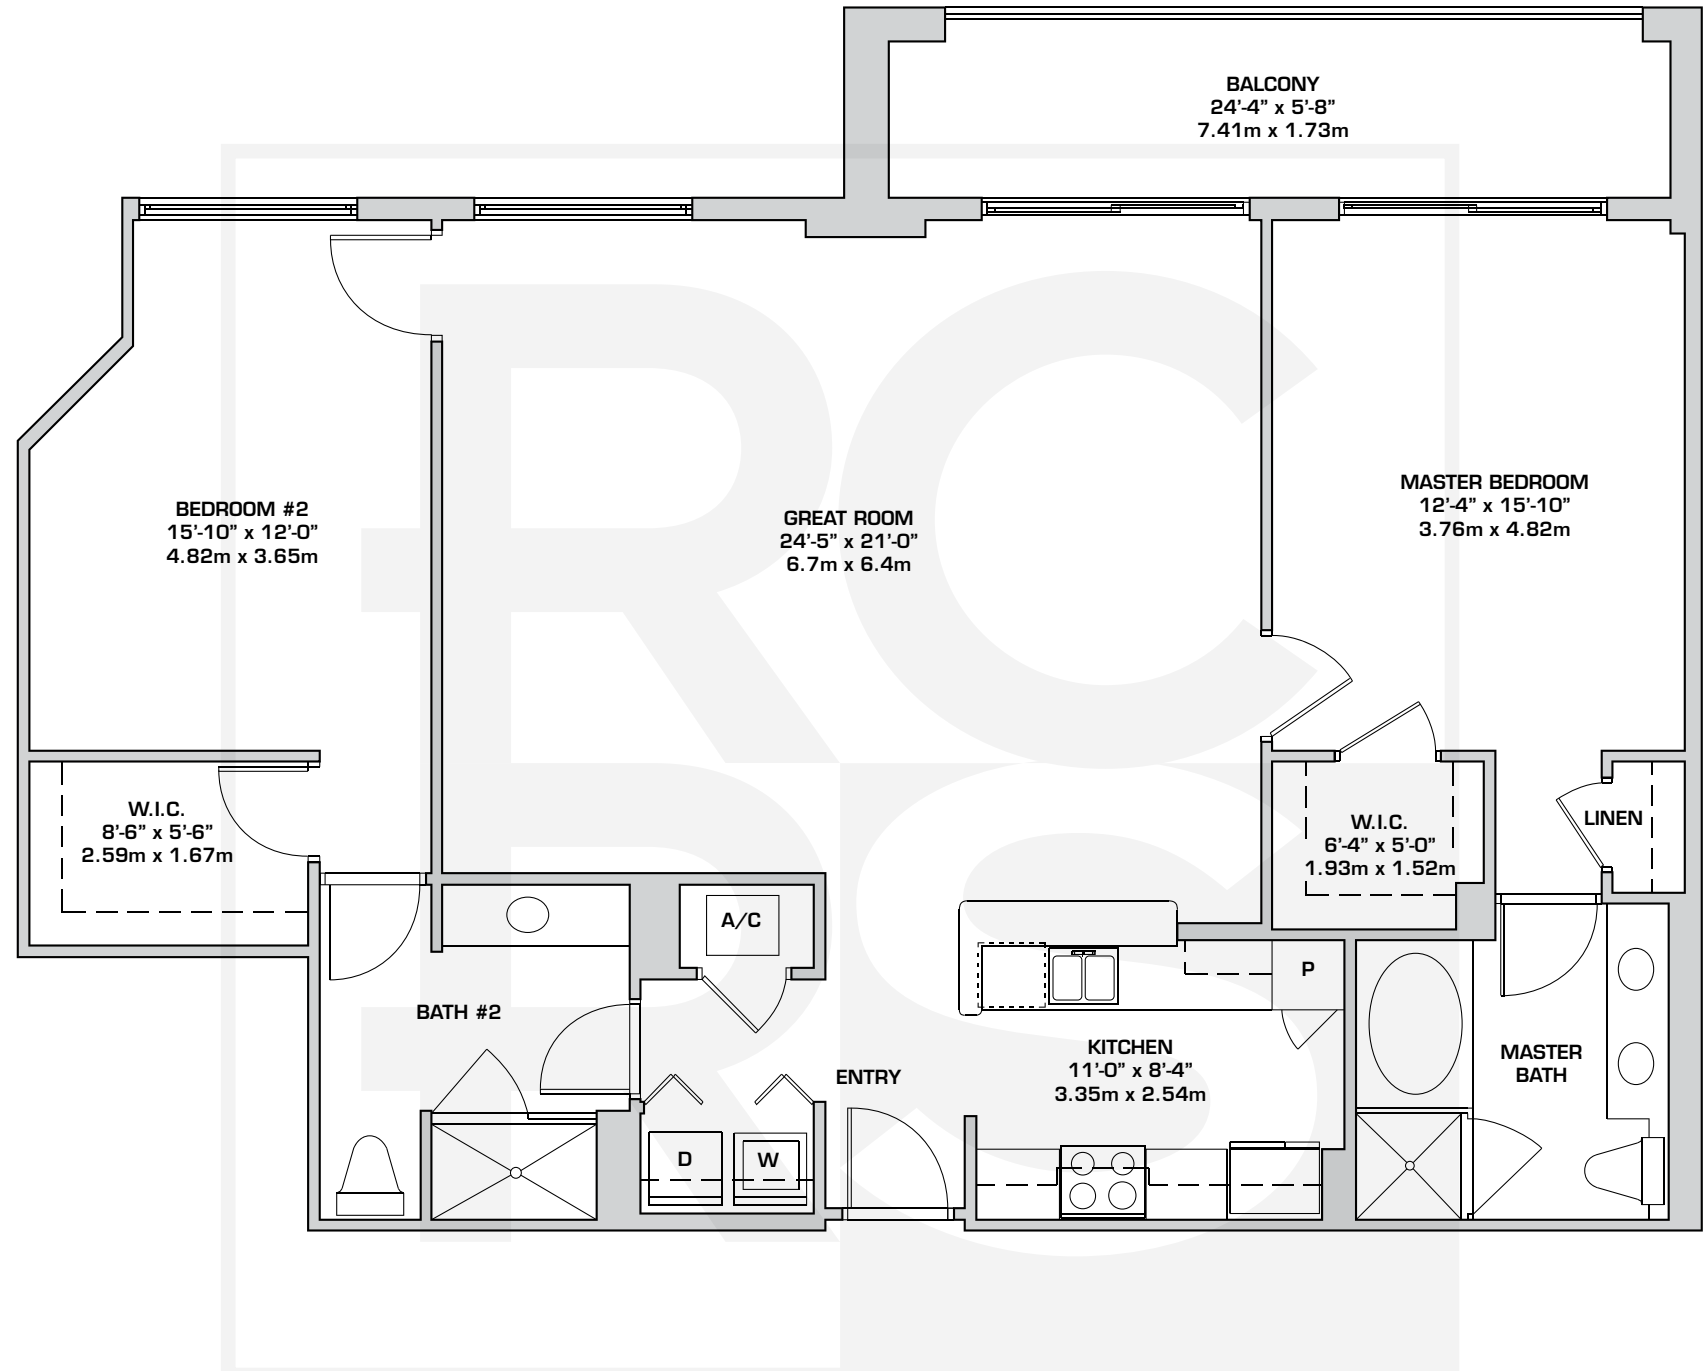 BALCONY
24'-4” x 5'-8”
7.41m x 1.73m
BEDROOM #2
15'-10” x 12'-0”
4.82m x 3.65m
GREAT ROOM
24'-5” x 21'-0”
6.7m x 6.4m
MASTER BEDROOM
12'-4” x 15'-10”
3.76m x 4.82m
W.I.C.
8'-6” x 5'-6”
2.59m x 1.67m
W.I.C.
6'-4” x 5'-0”
1.93m x 1.52m
LINEN
A/C
P
BATH #2
ENTRY
KITCHEN
11'-0” x 8'-4”
3.35m x 2.54m
MASTER
BATH
D
W
RC
RS